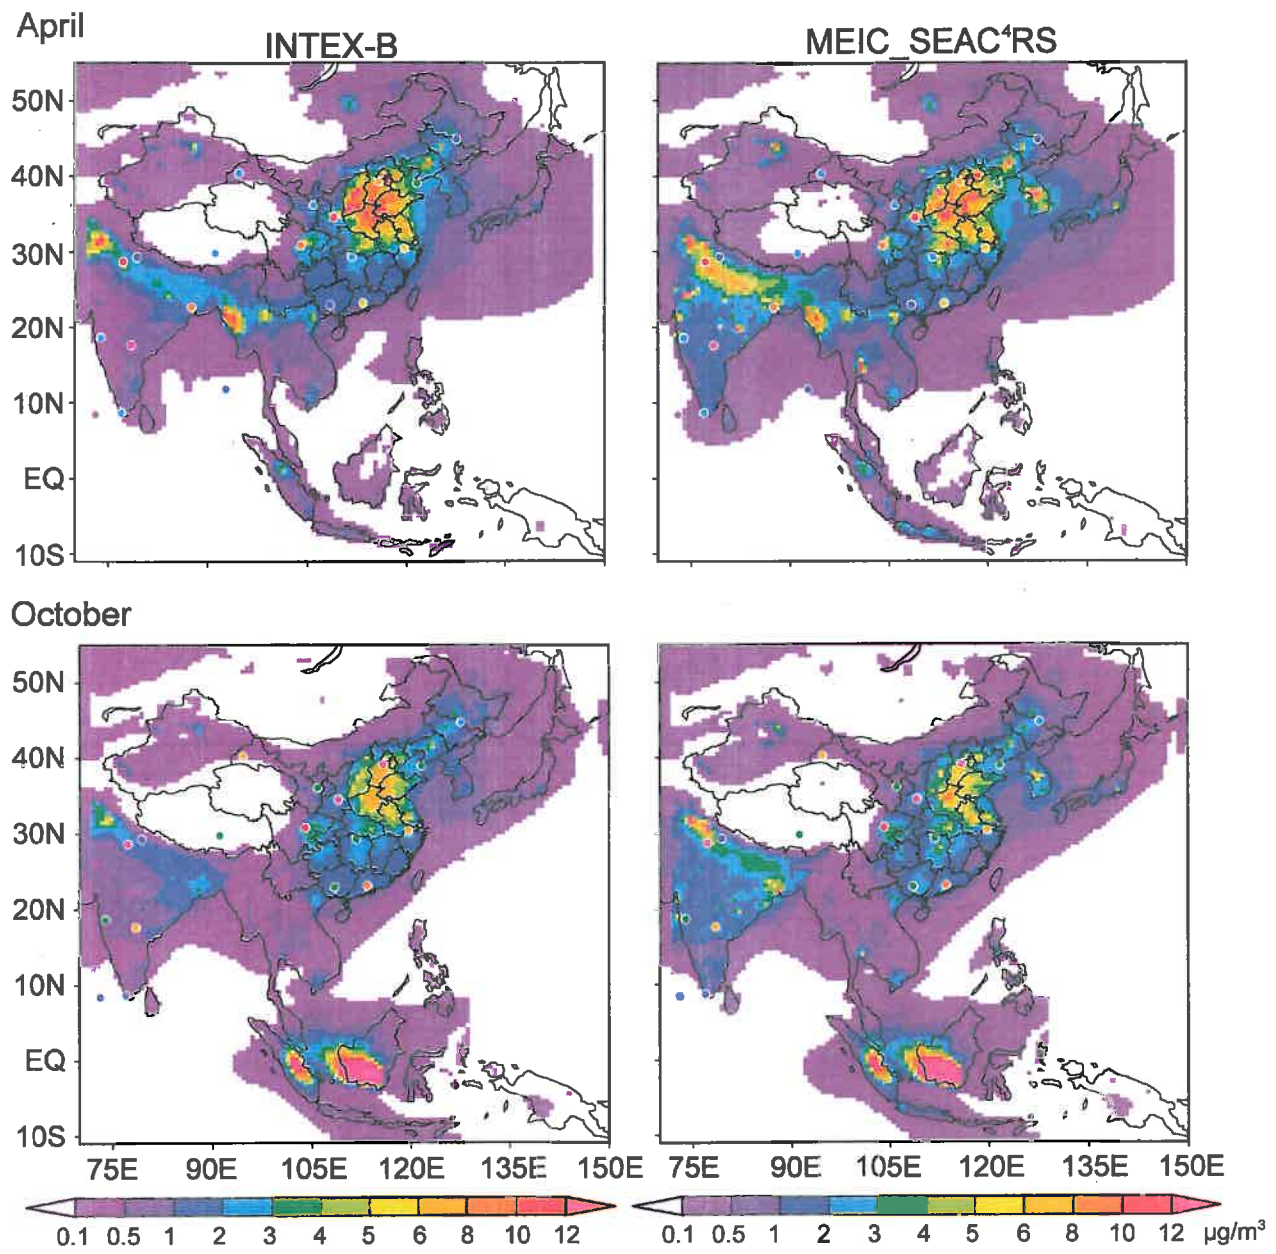 April
INTEX-B
MEIC_SEAC⁴RS
50N
40N
30N
20N
10N
EQ
10S
October
50N
40N
30N
20N
10N
EQ
10S
75E 90E 105E 120E 135E 150E
75E 90E 105E 120E 135E 150E
0.1 0.5 1 2 3 4 5 6 8 10 12
0.1 0.5 1 2 3 4 5 6 8 10 12 µg/m³